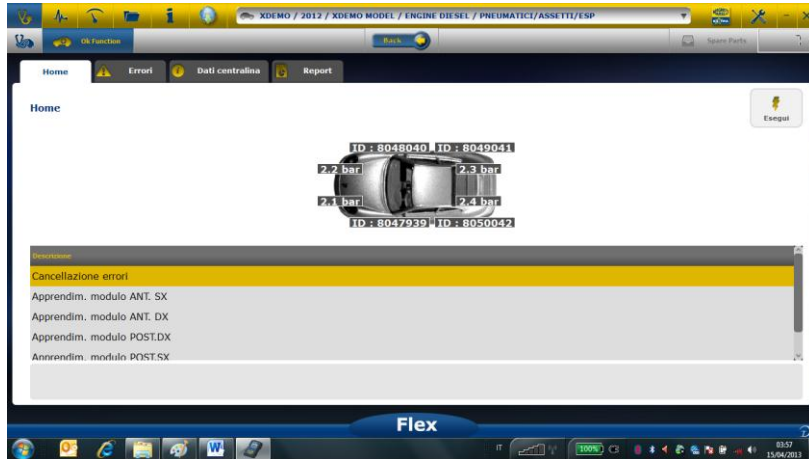 XDEMO / 2012 / XDEMO MODEL / ENGINE DIESEL / PNEUMATICI/ASSETTI/ESP
Ok Function
Back
Spare Parts
Home
Errori
Dati centralina
Report
Home
Esegui
ID : 8048040
ID : 8049041
2.2 bar
2.3 bar
2.1 bar
2.4 bar
ID : 8047939
ID : 8050042
Descrizione
Cancellazione errori
Apprendim. modulo ANT. SX
Apprendim. modulo ANT. DX
Apprendim. modulo POST.DX
Apprendim. modulo POST.SX
Flex
IT
100%
03:57
15/04/2013